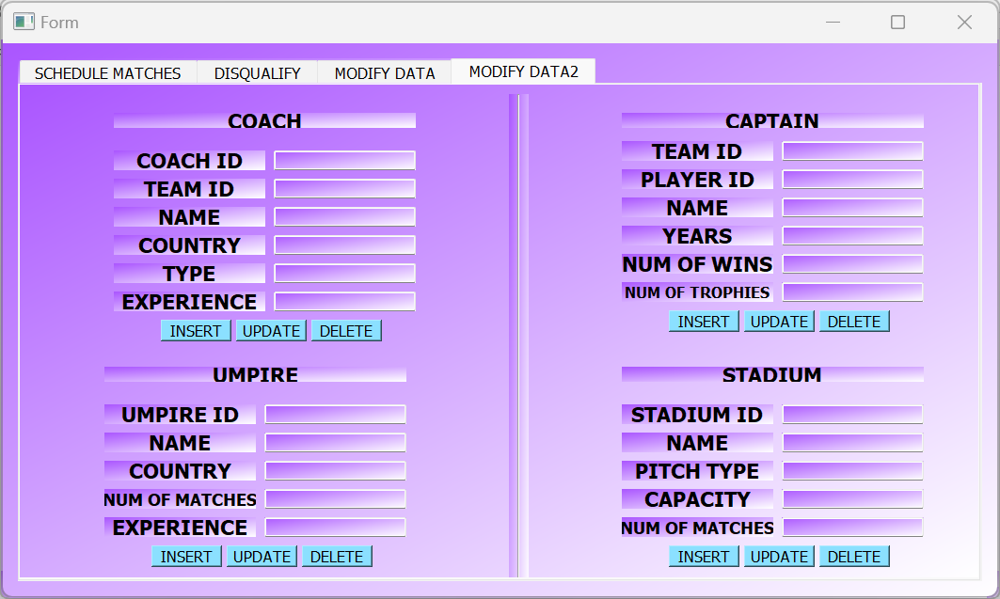 Form
SCHEDULE MATCHES DISQUALIFY MODIFY DATA MODIFY DATA2
COACH
COACH ID
TEAM ID
NAME
COUNTRY
TYPE
EXPERIENCE
INSERT UPDATE DELETE
UMPIRE
UMPIRE ID
NAME
COUNTRY
NUM OF MATCHES
EXPERIENCE
INSERT UPDATE DELETE
CAPTAIN
TEAM ID
PLAYER ID
NAME
YEARS
NUM OF WINS
NUM OF TROPHIES
INSERT UPDATE DELETE
STADIUM
STADIUM ID
NAME
PITCH TYPE
CAPACITY
NUM OF MATCHES
INSERT UPDATE DELETE